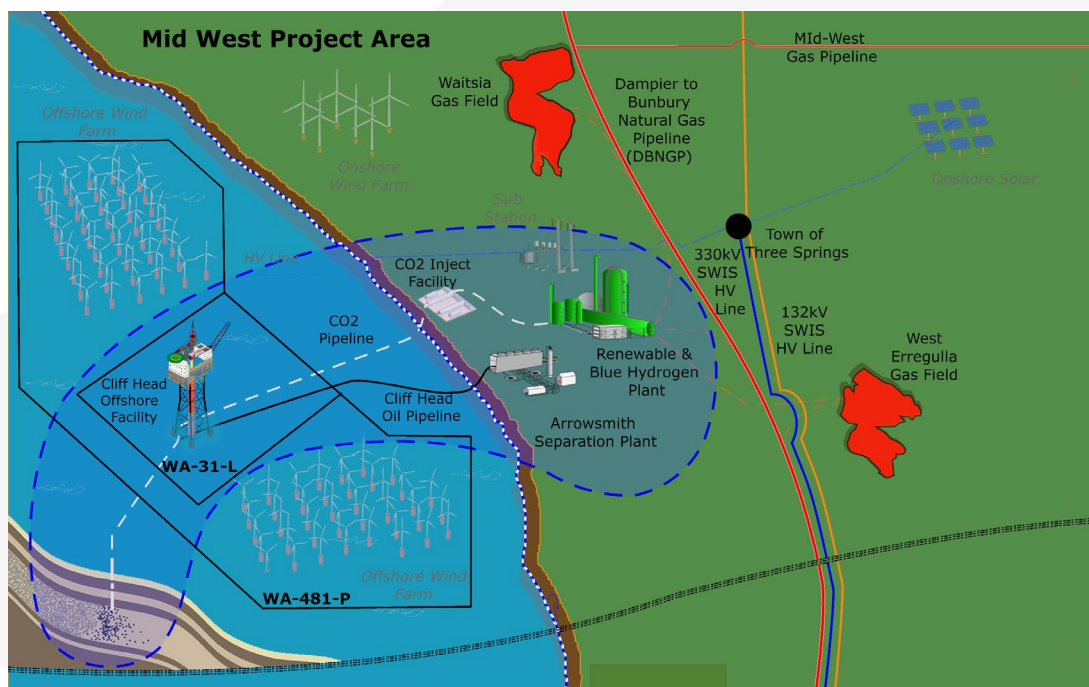 Mid West Project Area
MId-West
Gas Pipeline
Waitsia
Gas Field
Dampier to
Bunbury
Natural Gas
Pipeline
(DBNGP)
Offshore Wind
Farm
Onshore
Wind Farm
Onshore Solar
Sub
Station
Town of
Three Springs
HV Line
CO2 Inject
Facility
330kV
SWIS
HV
Line
CO2
Pipeline
132kV
SWIS
HV Line
Cliff Head
Offshore
Facility
Cliff Head
Oil Pipeline
Renewable &
Blue Hydrogen
Plant
West
Erregulla
Gas Field
Arrowsmith
Separation Plant
WA-31-L
Offshore Wind
Farm
WA-481-P